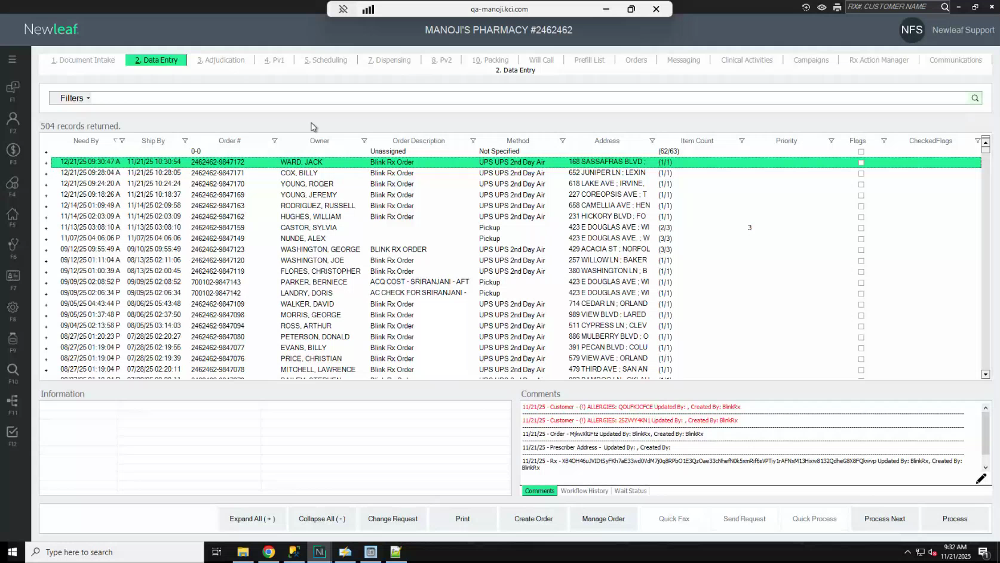 qa-manoji.kci.com
RX#, CUSTOMER NAME
Newleaf
MANOJI'S PHARMACY #2462462
NFS Newleaf Support
1. Document Intake 2. Data Entry 3. Adjudication 4. Pv1 5. Scheduling 7. Dispensing 8. Pv2 10. Packing Will Call Prefill List Orders Messaging Clinical Activities Campaigns Rx Action Manager Communications
2. Data Entry
F1
F2
F3
F4
F5
F6
F7
F8
F9
F10
F11
F12
Filters
504 records returned.
Need By Ship By Order # Owner Order Description Method Address Item Count Priority Flags CheckedFlags
+ 0-0 Unassigned Not Specified (62/63)
+ 12/21/25 09:30:47 A 11/21/25 10:30:54 2462462-9847172 WARD, JACK Blink Rx Order UPS UPS 2nd Day Air 168 SASSAFRAS BLVD ; (1/1)
+ 12/21/25 09:28:04 A 11/21/25 10:28:05 2462462-9847171 COX, BILLY Blink Rx Order UPS UPS 2nd Day Air 652 JUNIPER LN ; LEXIN (1/1)
+ 12/21/25 09:24:20 A 11/21/25 10:24:24 2462462-9847170 YOUNG, ROGER Blink Rx Order UPS UPS 2nd Day Air 618 LAKE AVE ; IRVINE, (1/1)
+ 12/21/25 09:18:26 A 11/21/25 10:18:37 2462462-9847169 YOUNG, JEREMY Blink Rx Order UPS UPS 2nd Day Air 227 COREOPSIS AVE ; T (1/1)
+ 12/14/25 01:09:49 A 11/14/25 02:09:58 2462462-9847163 RODRIGUEZ, RUSSELL Blink Rx Order UPS UPS 2nd Day Air 658 CAMELLIA AVE ; HEN (1/1)
+ 11/14/25 02:03:09 A 11/14/25 02:03:09 2462462-9847162 HUGHES, WILLIAM Blink Rx Order UPS UPS 2nd Day Air 231 HICKORY BLVD ; FO (1/1)
+ 11/13/25 03:08:10 A 11/13/25 03:08:10 2462462-9847159 CASTOR, SYLVIA Pickup 423 E DOUGLAS AVE ; WI (2/3) 3
+ 11/07/25 04:06:06 P 11/07/25 04:06:06 2462462-9847149 NUNDE, ALEX Pickup 423 E DOUGLAS AVE. ; W (3/3)
+ 09/12/25 09:55:49 A 09/10/25 09:55:49 2462462-9847123 WASHINGTON, GEORGE BLINK RX ORDER UPS UPS 2nd Day Air 429 ACACIA ST ; NORFOL (3/3)
+ 09/12/25 01:11:04 A 08/13/25 02:11:06 2462462-9847120 WASHINGTON, JOE Blink Rx Order UPS UPS 2nd Day Air 257 WILLOW LN ; BAKER (1/1)
+ 09/12/25 01:00:39 A 08/13/25 02:00:45 2462462-9847119 FLORES, CHRISTOPHER Blink Rx Order UPS UPS 2nd Day Air 380 WASHINGTON LN ; B (1/1)
+ 09/09/25 02:08:52 P 09/09/25 02:08:52 700102-9847143 PARKER, BERNIECE ACQ COST - SRIRANJANI - AFT Pickup 423 E DOUGLAS AVE ; WI (1/1)
+ 09/09/25 02:06:34 P 09/09/25 02:06:34 700102-9847142 LANDRY, DORIS AC CHECK FOR SRIRANJANI - Pickup 423 E DOUGLAS AVE ; WI (1/1)
+ 09/05/25 04:43:44 P 08/06/25 05:43:48 2462462-9847109 WALKER, DAVID Blink Rx Order UPS UPS 2nd Day Air 714 CEDAR LN ; ORLAND (1/1)
+ 09/05/25 01:37:48 P 08/06/25 02:37:50 2462462-9847098 MORRIS, GEORGE Blink Rx Order UPS UPS 2nd Day Air 989 VIEW BLVD ; LARED (1/1)
+ 09/04/25 02:13:58 P 08/05/25 03:14:03 2462462-9847094 ROSS, ARTHUR Blink Rx Order UPS UPS 2nd Day Air 511 CYPRESS LN ; CLEV (1/1)
+ 08/27/25 01:20:23 P 07/28/25 02:20:27 2462462-9847080 PETERSON, DONALD Blink Rx Order UPS UPS 2nd Day Air 886 MULBERRY BLVD ; O (1/1)
+ 08/27/25 01:19:04 P 07/28/25 02:19:55 2462462-9847077 EVANS, BILLY Blink Rx Order UPS UPS 2nd Day Air 391 PECAN BLVD ; COLU (1/1)
+ 08/27/25 01:19:04 P 07/28/25 02:19:39 2462462-9847076 PRICE, CHRISTIAN Blink Rx Order UPS UPS 2nd Day Air 579 VIEW AVE ; ORLAND (1/1)
+ 08/27/25 01:19:04 P 07/28/25 02:20:11 2462462-9847078 MITCHELL, LAWRENCE Blink Rx Order UPS UPS 2nd Day Air 479 THIRD AVE ; SAN AN (1/1)
Information
Comments
11/21/25 - Customer - (!) ALLERGIES: QOUFKJCFCE Updated By: , Created By: BlinkRx
11/21/25 - Customer - (!) ALLERGIES: 2SZVVY4KN1 Updated By: , Created By: BlinkRx
11/21/25 - Order - MjkwXlGFtz Updated By: BlinkRx, Created By: BlinkRx
11/21/25 - Prescriber Address - Updated By: , Created By:
11/21/25 - Rx - XB4OH46uJVIDtSyFKh7aE33wd0VdM7j0q8RPbO1E3QzOae33cNhefN0k5xmRif6sVPTiy1rAFNxM13Hixw8132QdheG8X8FQkwvp Updated By: BlinkRx, Created By:
BlinkRx
Comments Workflow History Wait Status
Expand All ( + ) Collapse All ( - ) Change Request Print Create Order Manage Order Quick Fax Send Request Quick Process Process Next Process
Type here to search
9:32 AM
11/21/2025
1